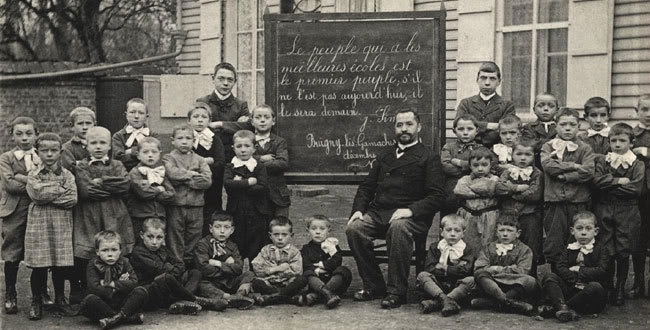 Le peuple qui a les
meilleures écoles est
le premier peuple, s'il
ne l'est pas aujourd'hui, il
le sera demain.